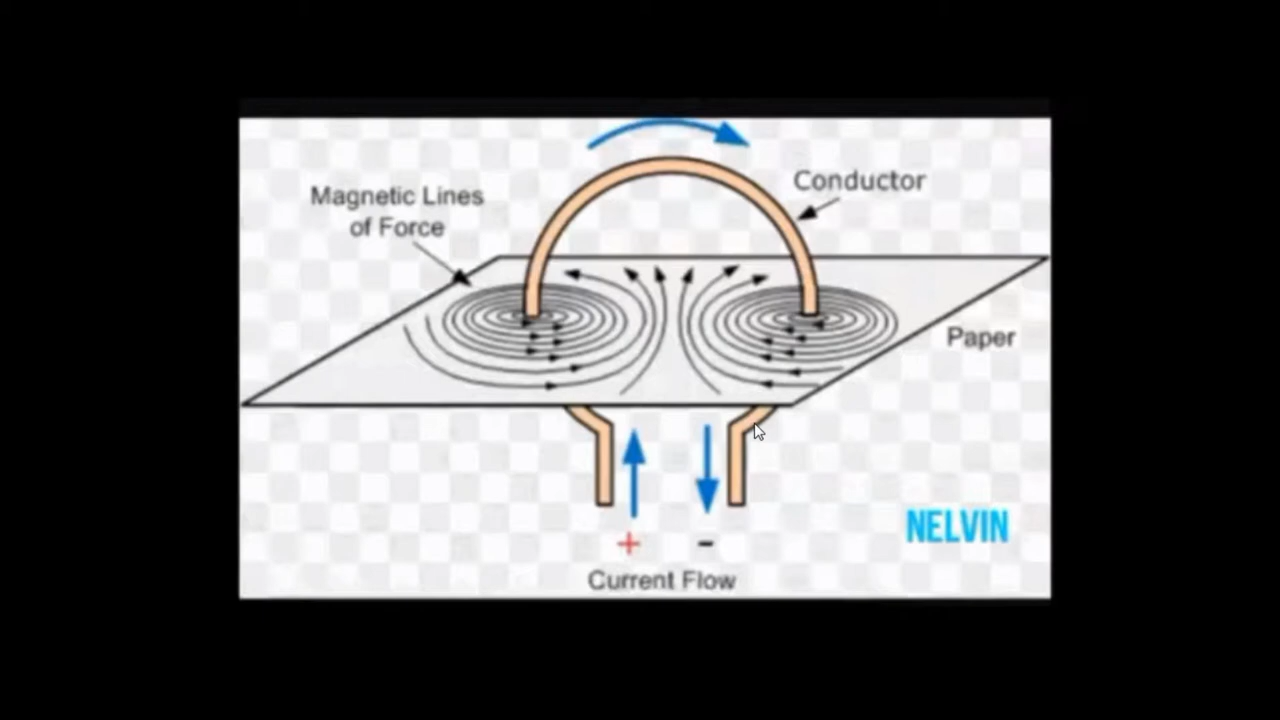 Magnetic Lines
of Force
Conductor
Paper
+ -
Current Flow
NELVIN